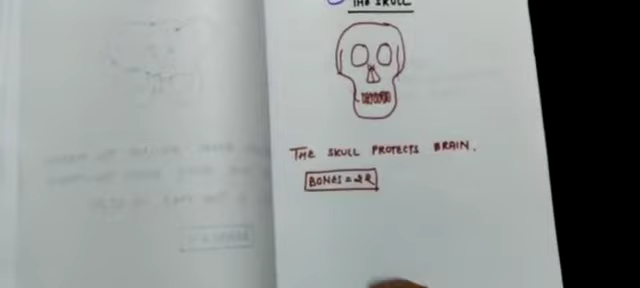 THE SKULL
THE SKULL PROTECTS BRAIN.
BONES = 22